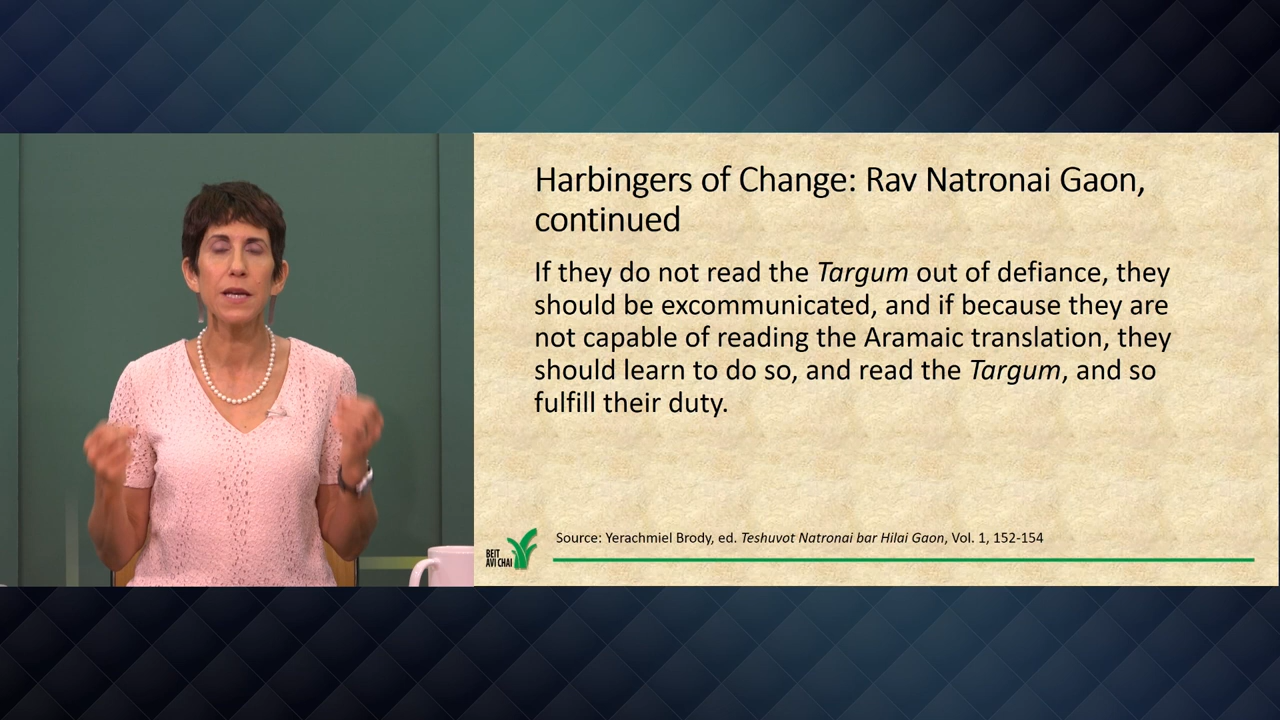 Harbingers of Change: Rav Natronai Gaon,
continued
If they do not read the Targum out of defiance, they
should be excommunicated, and if because they are
not capable of reading the Aramaic translation, they
should learn to do so, and read the Targum, and so
fulfill their duty.
Source: Yerachmiel Brody, ed. Teshuvot Natronai bar Hilai Gaon, Vol. 1, 152-154
BEIT
AVI CHAI